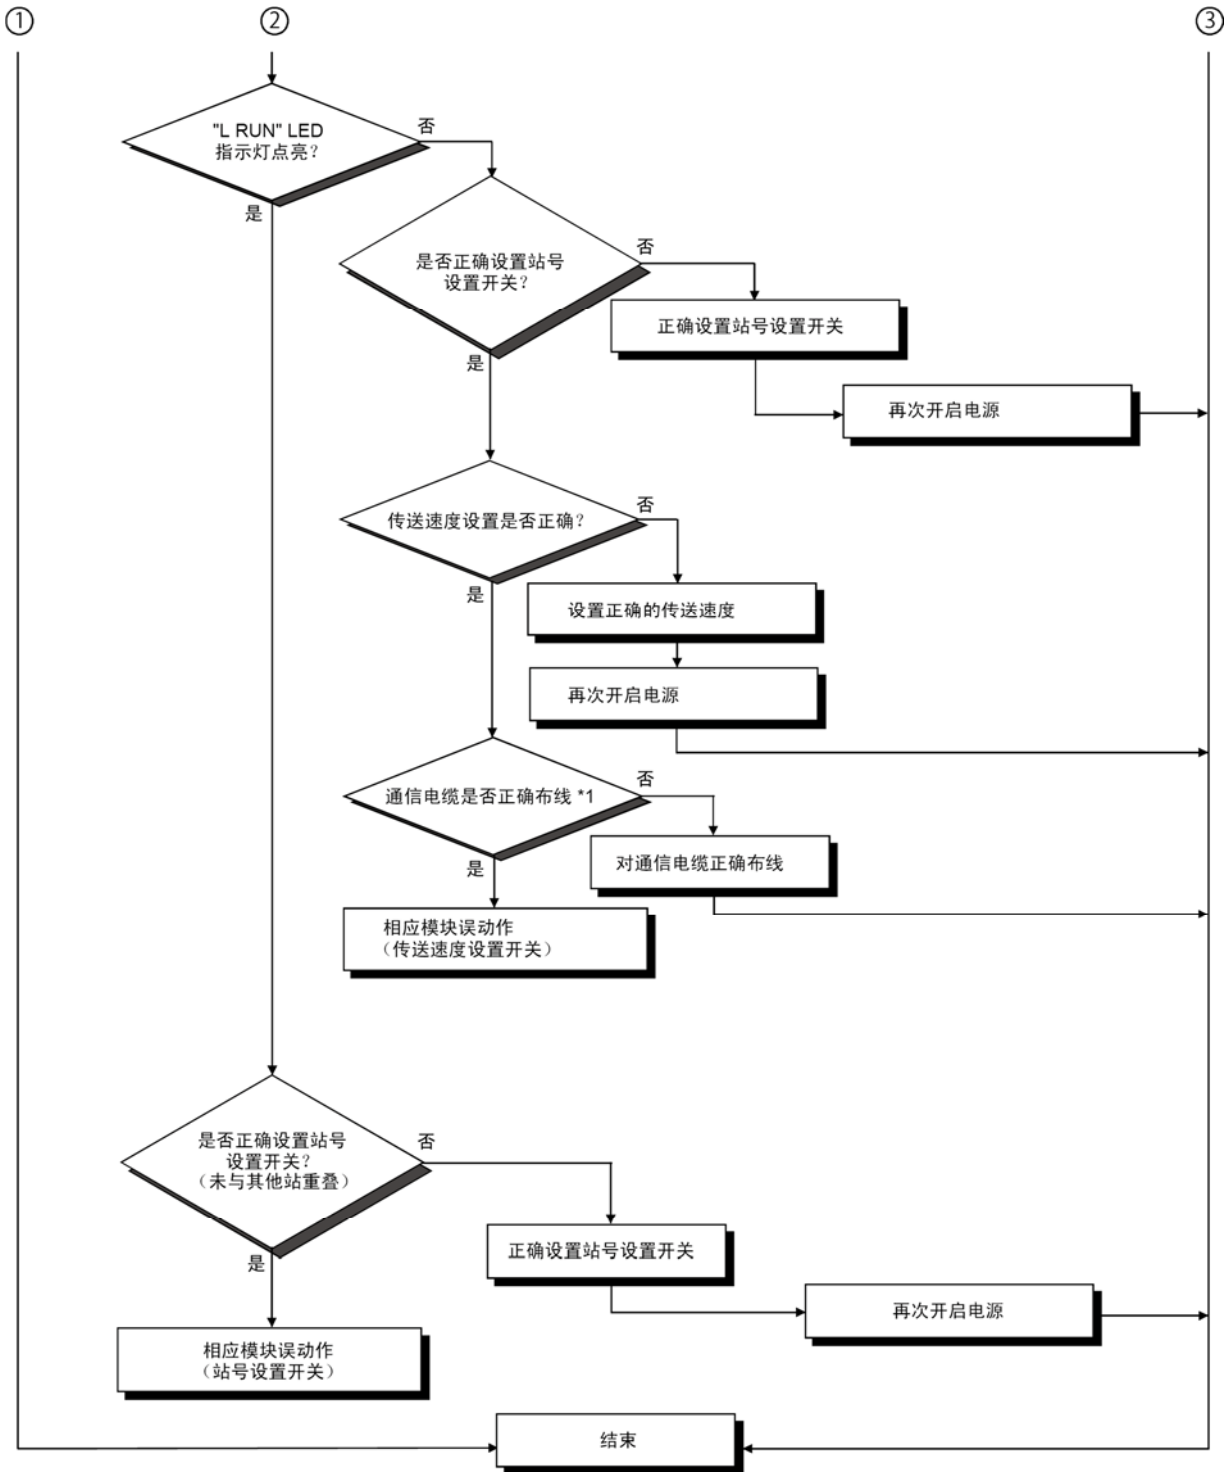 ① ② ③
"L RUN" LED
指示灯点亮？
否
是
是否正确设置站号
设置开关？
否
是
正确设置站号设置开关
再次开启电源
传送速度设置是否正确？
否
是
设置正确的传送速度
再次开启电源
通信电缆是否正确布线 *1
否
是
对通信电缆正确布线
相应模块误动作
（传送速度设置开关）
是否正确设置站号
设置开关？
（未与其他站重叠）
否
是
正确设置站号设置开关
再次开启电源
相应模块误动作
（站号设置开关）
结束